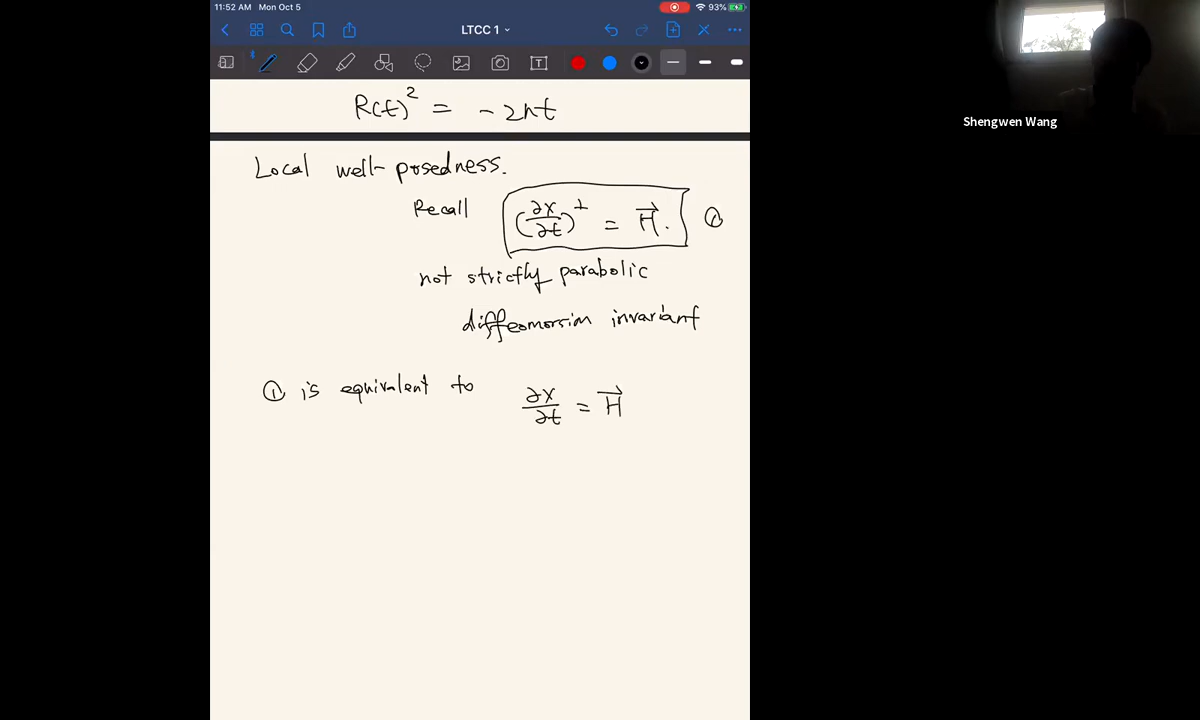 11:52 AM Mon Oct 5
93%
LTCC 1
R(t)² = -2nt
Local well-posedness.
Recall (∂X/∂t)^⊥ = H⃗. ①
not strictly parabolic
diffeomorsim invariant
① is equivalent to ∂X/∂t = H⃗
Shengwen Wang